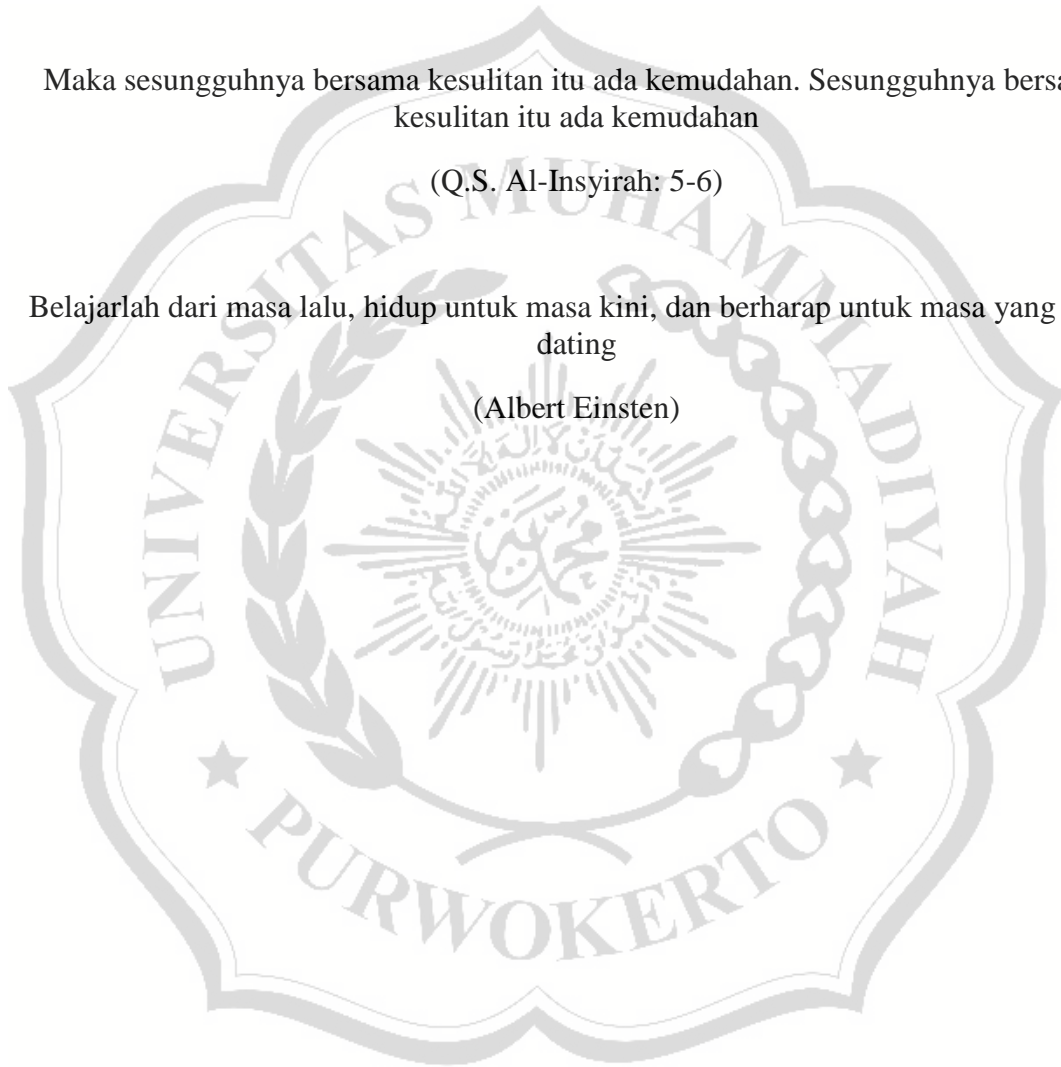 Maka sesungguhnya bersama kesulitan itu ada kemudahan. Sesungguhnya
kesulitan itu ada kemudahan
(Q.S. Al-Insyirah: 5-6)
Belajarlah dari masa lalu, hidup untuk masa kini, dan berharap untuk masa yang
dating
(Albert Einsten)
UNIVERSITAS MUHAMMADIYAH
PURWOKERTO